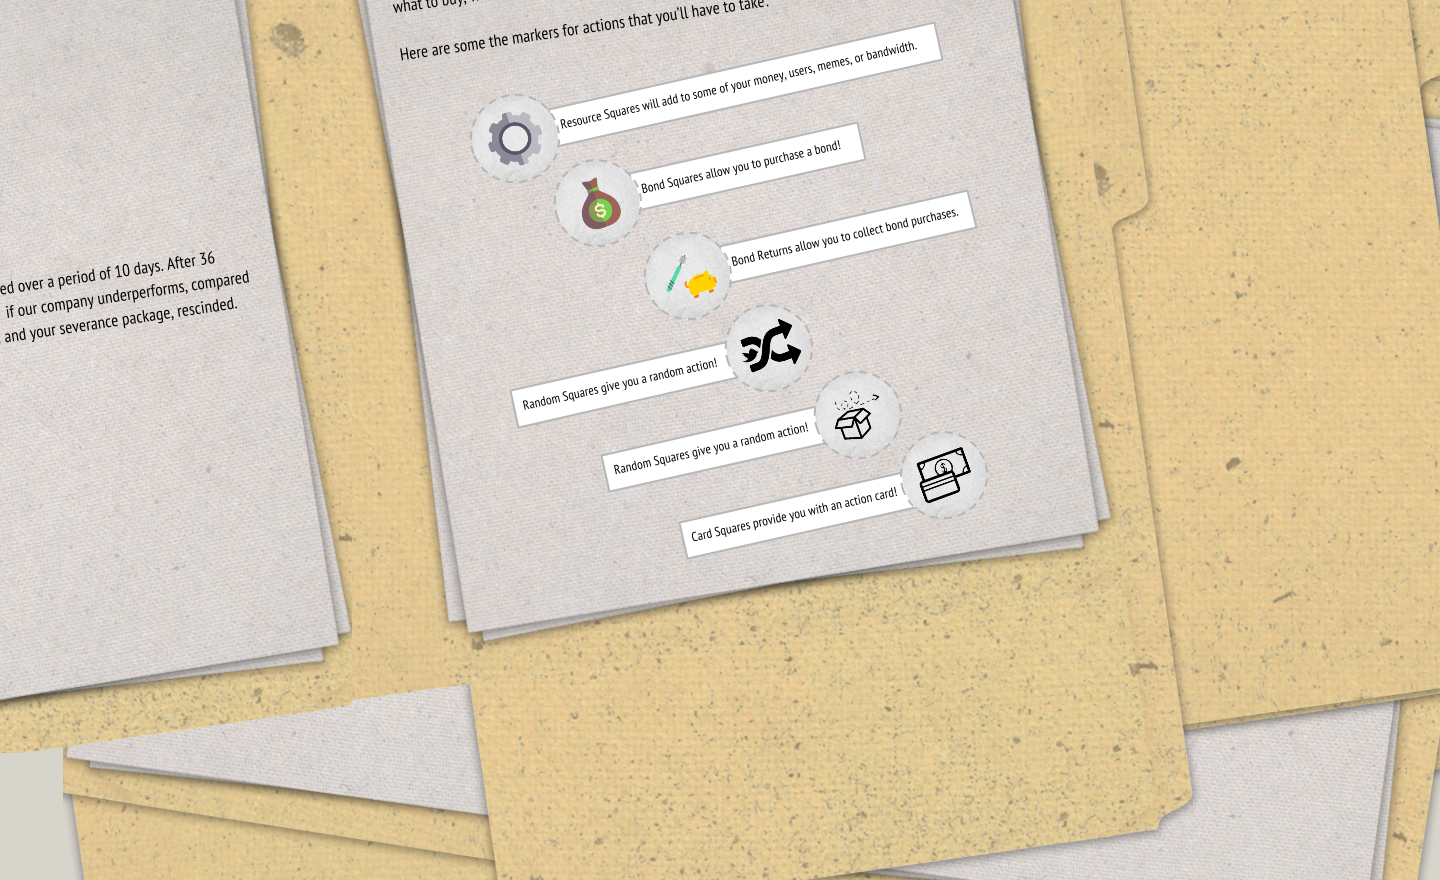 ed over a period of 10 days. After 36
if our company underperforms, compared
and your severance package, rescinded.
what to buy,
Here are some the markers for actions that you'll have to take:
Resource Squares will add to some of your money, users, memes, or bandwidth.
Bond Squares allow you to purchase a bond!
Bond Returns allow you to collect bond purchases.
Random Squares give you a random action!
Random Squares give you a random action!
Card Squares provide you with an action card!